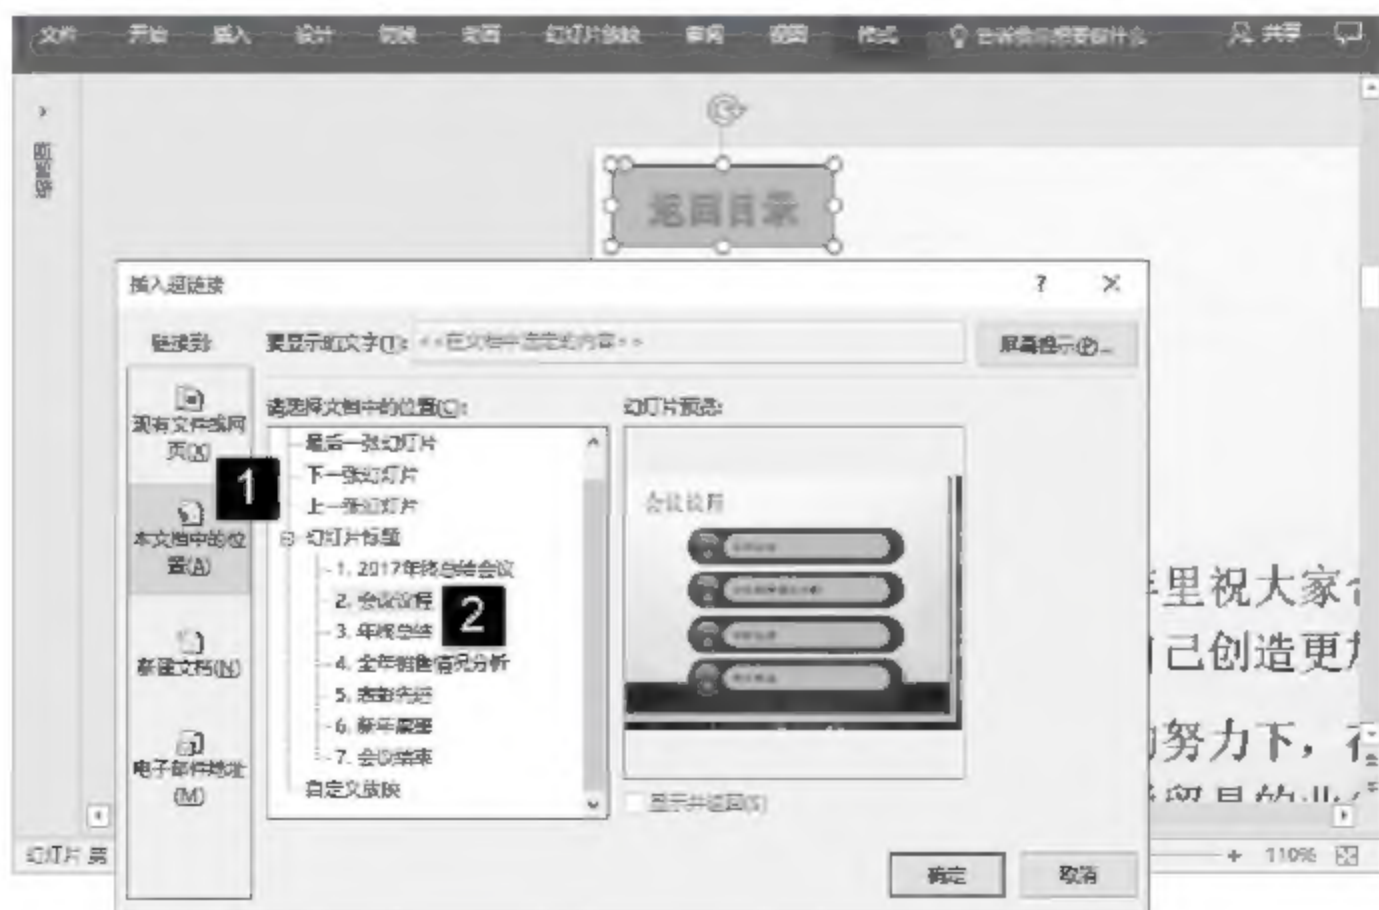 文件 开始 插入 设计 切换 动画 幻灯片放映 审阅 视图 格式 告诉我你想要做什么 共享
缩略图
返回目录
插入超链接 ? ×
链接到: 要显示的文字(T): <<在文档中选定的内容>> 屏幕提示(P)...
现有文件或网页(X)
本文档中的位置(A)
新建文档(N)
电子邮件地址(M)
1
请选择文档中的位置(C):
最后一张幻灯片
下一张幻灯片
上一张幻灯片
幻灯片标题
1. 2017年终总结会议
2. 会议议程
3. 年终总结
4. 全年销售情况分析
5. 表彰先进
6. 新年展望
7. 会议结束
自定义放映
2
幻灯片预览:
会议议程
显示并返回(S)
确定 取消
里祝大家
己创造更
努力下,
幻灯片 第
110%